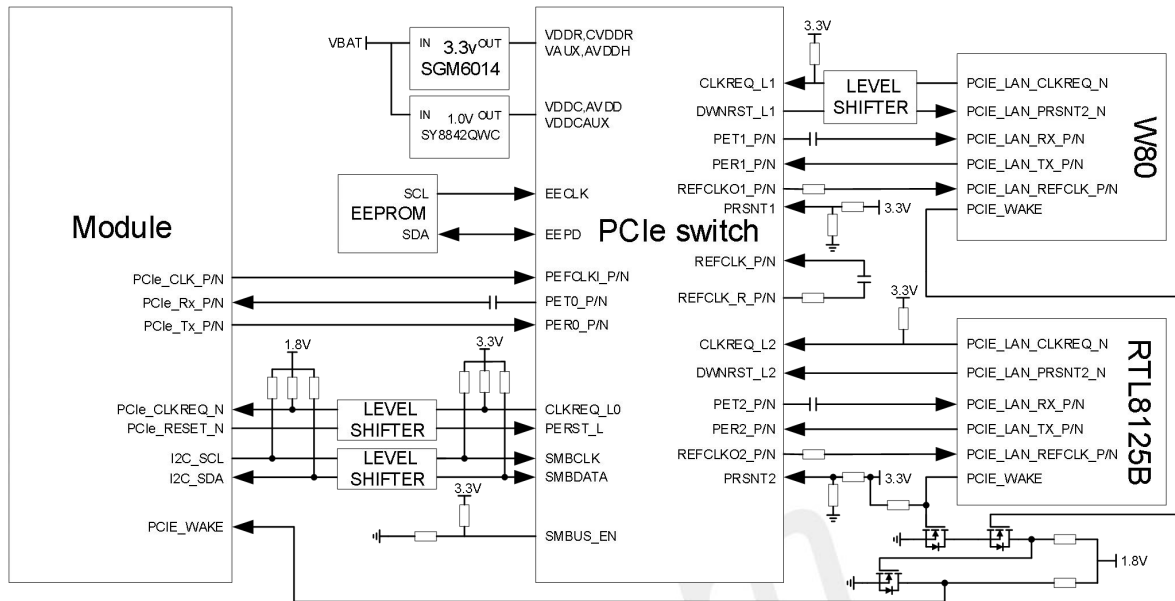 VBAT
IN 3.3v OUT
SGM6014
IN 1.0V OUT
SY8842QWC
VDDR,CVDDR
VAUX,AVDDH
VDDC,AVDD
VDDCAUX
SCL
EEPROM
SDA
EECLK
EEPD
Module
PCIe switch
PCIe_CLK_P/N
PCIe_Rx_P/N
PCIe_Tx_P/N
PEFCLKI_P/N
PET0_P/N
PER0_P/N
1.8V
3.3V
PCIe_CLKREQ_N
PCIe_RESET_N
LEVEL
SHIFTER
CLKREQ_L0
PERST_L
I2C_SCL
I2C_SDA
LEVEL
SHIFTER
SMBCLK
SMBDATA
3.3V
PCIE_WAKE
SMBUS_EN
3.3V
CLKREQ_L1
DWNRST_L1
PET1_P/N
PER1_P/N
REFCLKO1_P/N
PRSNT1
3.3V
LEVEL
SHIFTER
PCIE_LAN_CLKREQ_N
PCIE_LAN_PRSNT2_N
PCIE_LAN_RX_P/N
PCIE_LAN_TX_P/N
PCIE_LAN_REFCLK_P/N
PCIE_WAKE
W80
REFCLK_P/N
REFCLK_R_P/N
3.3V
CLKREQ_L2
DWNRST_L2
PET2_P/N
PER2_P/N
REFCLKO2_P/N
PRSNT2
3.3V
PCIE_LAN_CLKREQ_N
PCIE_LAN_PRSNT2_N
PCIE_LAN_RX_P/N
PCIE_LAN_TX_P/N
PCIE_LAN_REFCLK_P/N
PCIE_WAKE
RTL8125B
1.8V